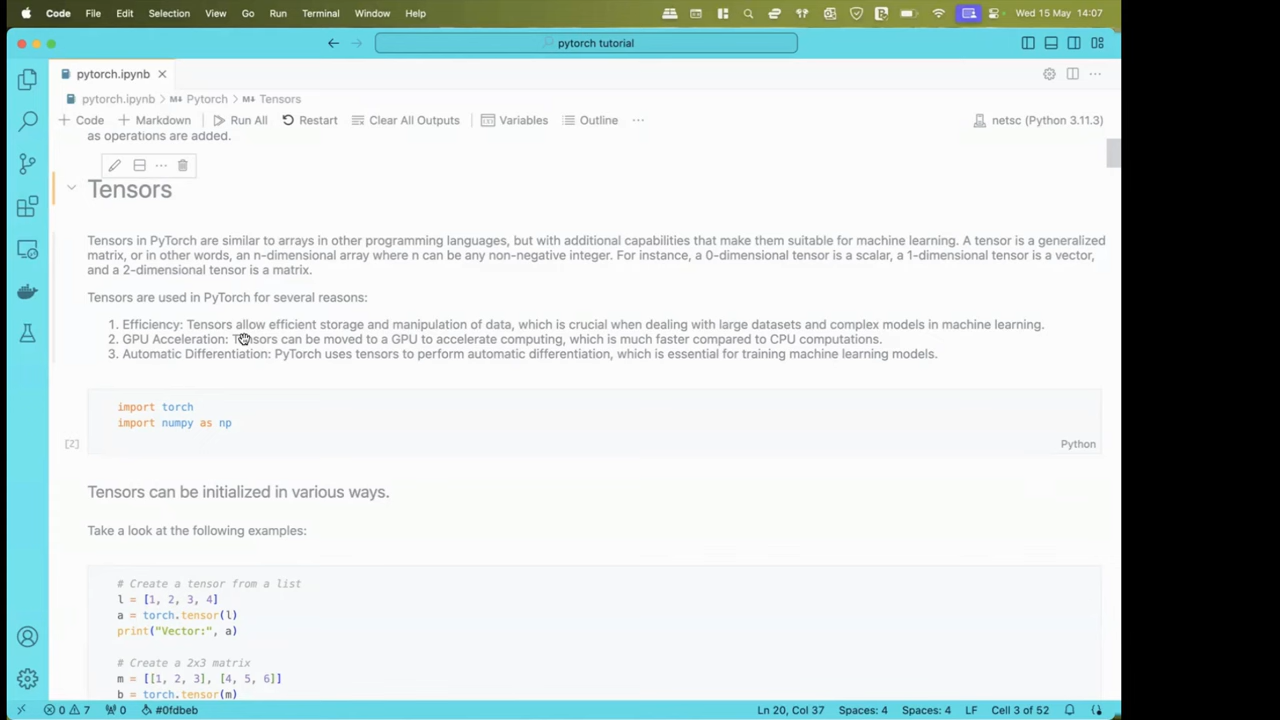 Code File Edit Selection View Go Run Terminal Window Help Wed 15 May 14:07
pytorch tutorial
pytorch.ipynb
pytorch.ipynb > Pytorch > Tensors
Code Markdown Run All Restart Clear All Outputs Variables Outline ··· netsc (Python 3.11.3)
as operations are added.
Tensors
Tensors in PyTorch are similar to arrays in other programming languages, but with additional capabilities that make them suitable for machine learning. A tensor is a generalized
matrix, or in other words, an n-dimensional array where n can be any non-negative integer. For instance, a 0-dimensional tensor is a scalar, a 1-dimensional tensor is a vector,
and a 2-dimensional tensor is a matrix.
Tensors are used in PyTorch for several reasons:
1. Efficiency: Tensors allow efficient storage and manipulation of data, which is crucial when dealing with large datasets and complex models in machine learning.
2. GPU Acceleration: Tensors can be moved to a GPU to accelerate computing, which is much faster compared to CPU computations.
3. Automatic Differentiation: PyTorch uses tensors to perform automatic differentiation, which is essential for training machine learning models.
import torch
import numpy as np
[2]
Python
Tensors can be initialized in various ways.
Take a look at the following examples:
# Create a tensor from a list
l = [1, 2, 3, 4]
a = torch.tensor(l)
print("Vector:", a)
# Create a 2x3 matrix
m = [[1, 2, 3], [4, 5, 6]]
b = torch.tensor(m)
0 7 0 #0fdbeb Ln 20, Col 37 Spaces: 4 Spaces: 4 LF Cell 3 of 52